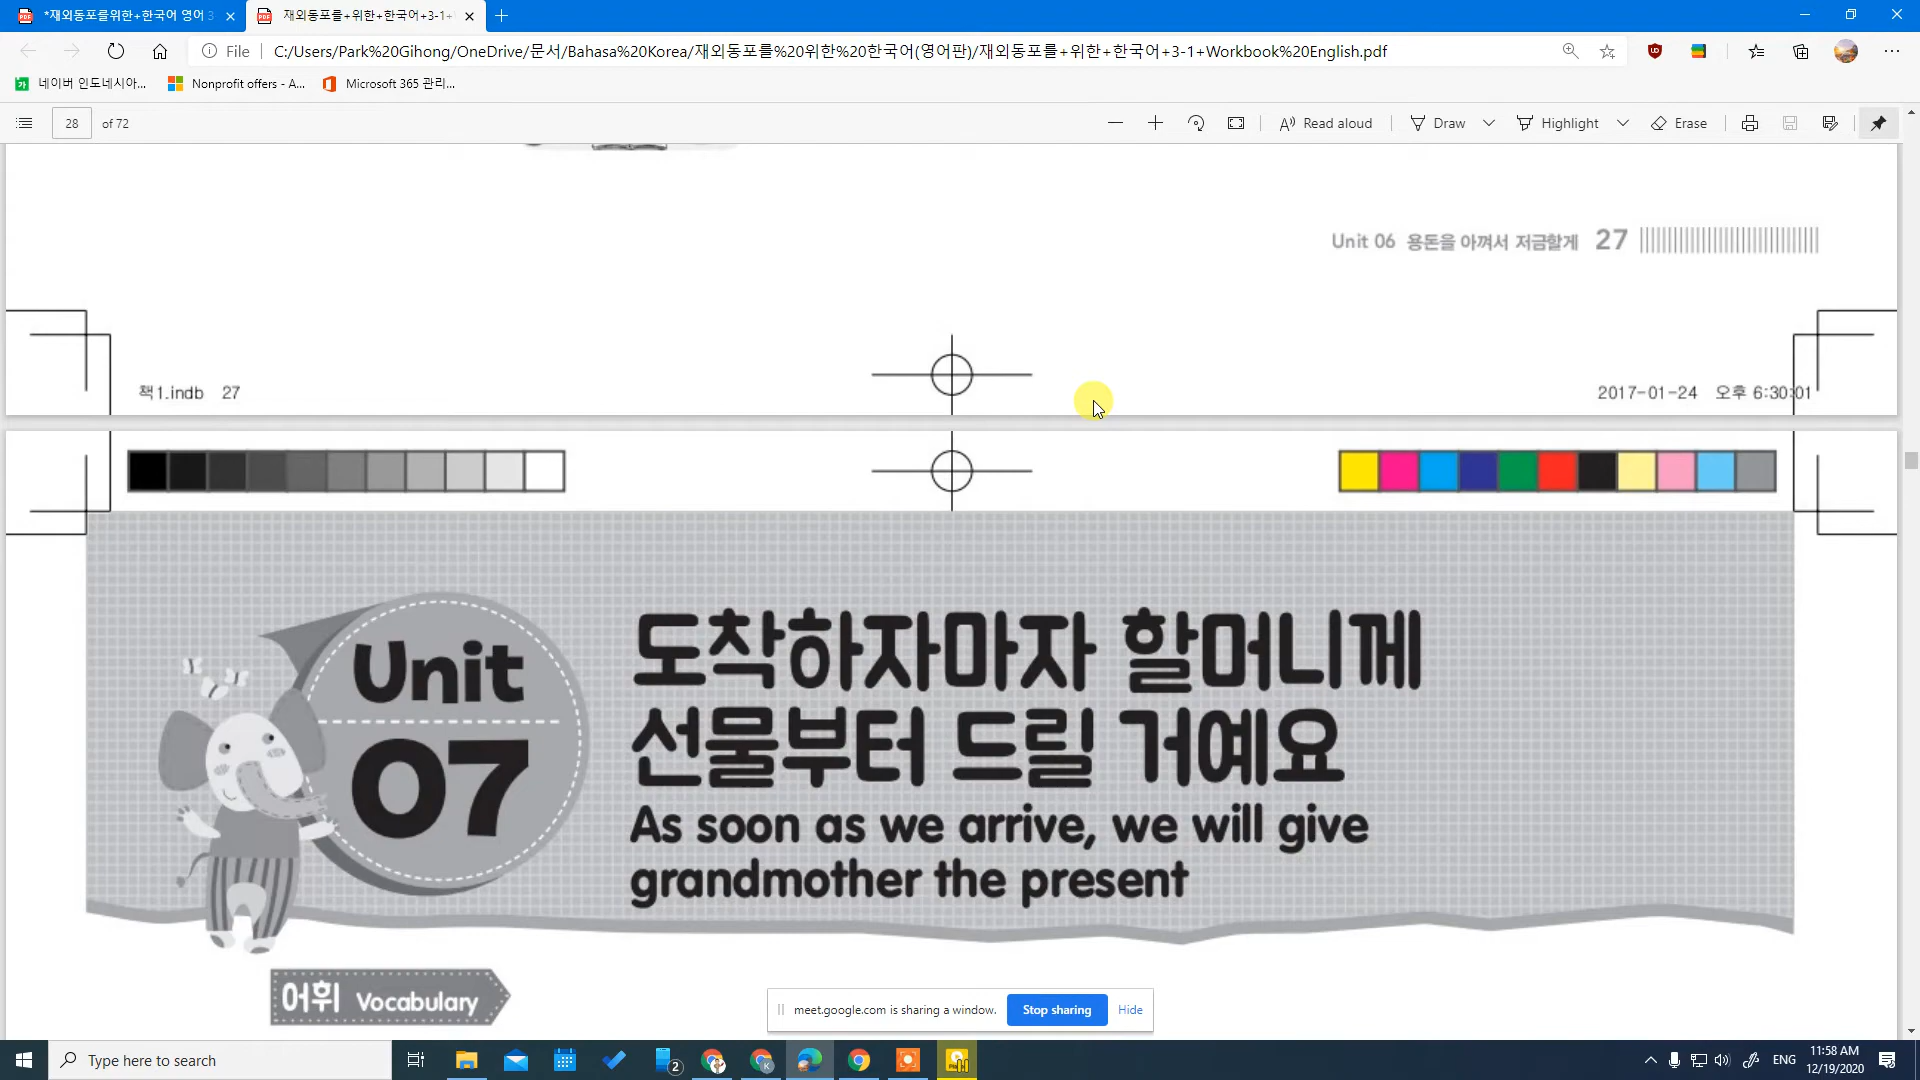 *재외동포를위한+한국어 영어 3
재외동포를+위한+한국어+3-1+
File
C:/Users/Park%20Gihong/OneDrive/문서/Bahasa%20Korea/재외동포를%20위한%20한국어(영어판)/재외동포를+위한+한국어+3-1+Workbook%20English.pdf
네이버 인도네시아...
Nonprofit offers - A...
Microsoft 365 관리...
28 of 72
Read aloud
Draw
Highlight
Erase
Unit 06 용돈을 아껴서 저금할게 27
책1.indb 27
2017-01-24 오후 6:30:01
Unit
07
도착하자마자 할머니께
선물부터 드릴 거예요
As soon as we arrive, we will give
grandmother the present
어휘 Vocabulary
meet.google.com is sharing a window.
Stop sharing
Hide
Type here to search
2
ENG
11:58 AM
12/19/2020